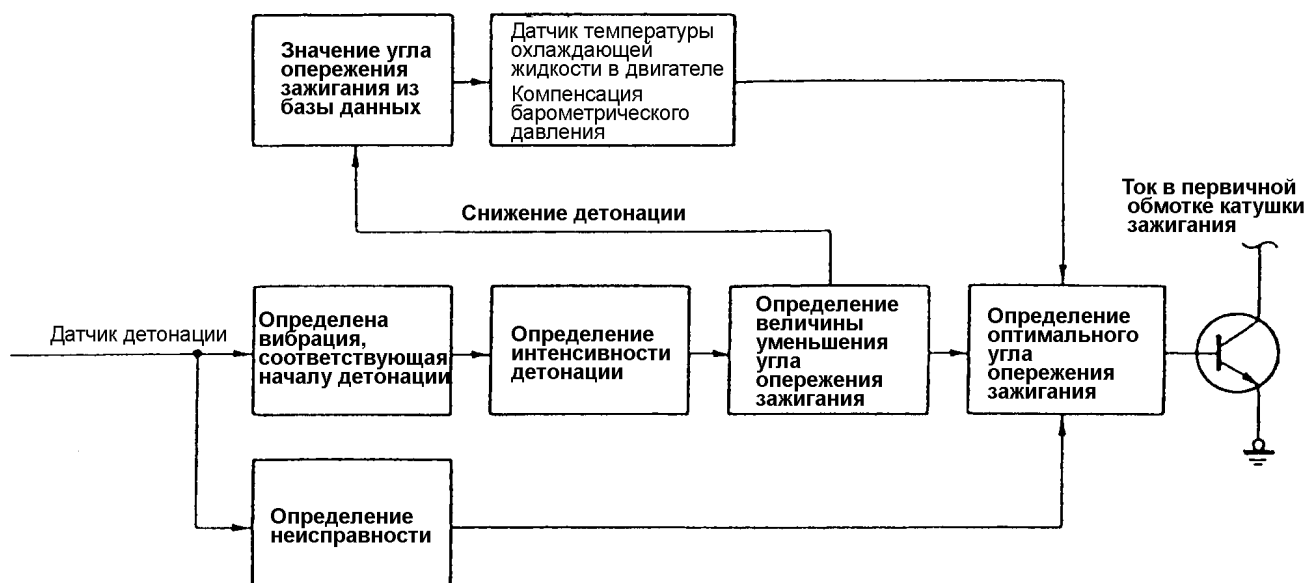 Значение угла
опережения
зажигания из
базы данных
Датчик температуры
охлаждающей
жидкости в двигателе
Компенсация
барометрического
давления
Ток в первичной
обмотке катушки
зажигания
Снижение детонации
Датчик детонации
Определена
вибрация,
соответствующая
началу детонации
Определение
интенсивности
детонации
Определение
величины
уменьшения
угла
опережения
зажигания
Определение
оптимального
угла
опережения
зажигания
Определение
неисправности